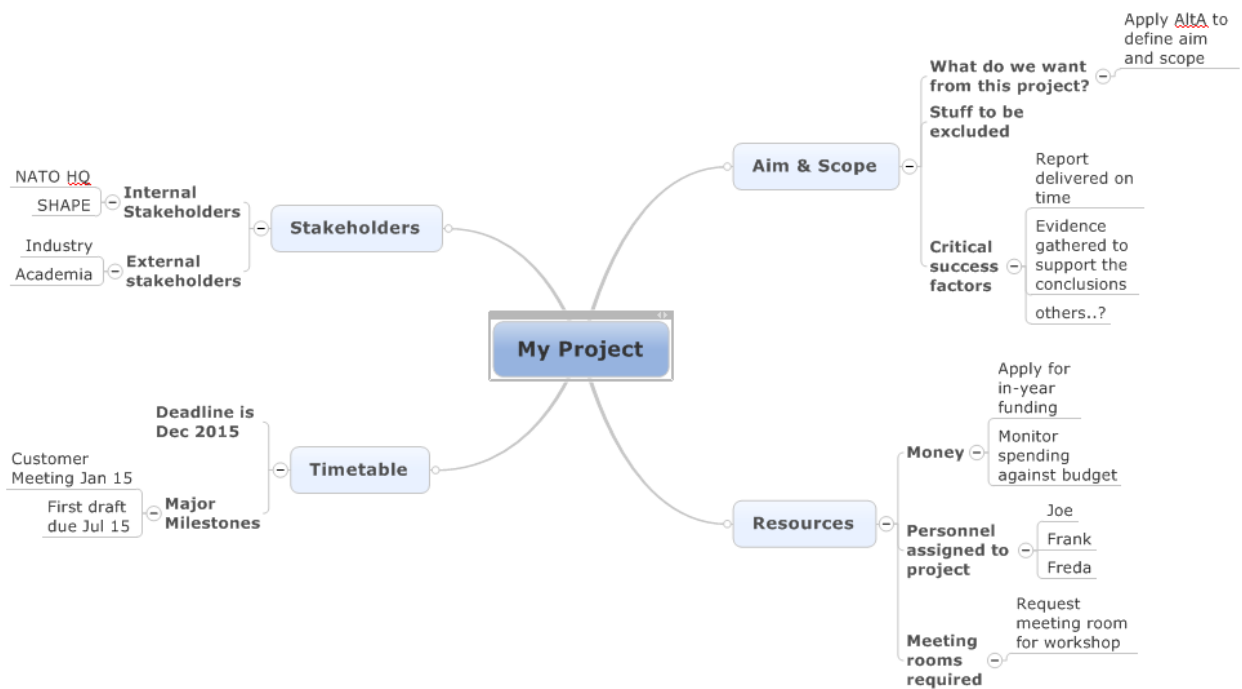 My Project
Aim & Scope
What do we want
from this project?
Apply AltA to
define aim
and scope
Stuff to be
excluded
Critical
success
factors
Report
delivered on
time
Evidence
gathered to
support the
conclusions
others..?
Resources
Money
Apply for
in-year
funding
Monitor
spending
against budget
Personnel
assigned to
project
Joe
Frank
Freda
Meeting
rooms
required
Request
meeting room
for workshop
Stakeholders
Internal
Stakeholders
NATO HQ
SHAPE
External
stakeholders
Industry
Academia
Timetable
Deadline is
Dec 2015
Major
Milestones
Customer
Meeting Jan 15
First draft
due Jul 15